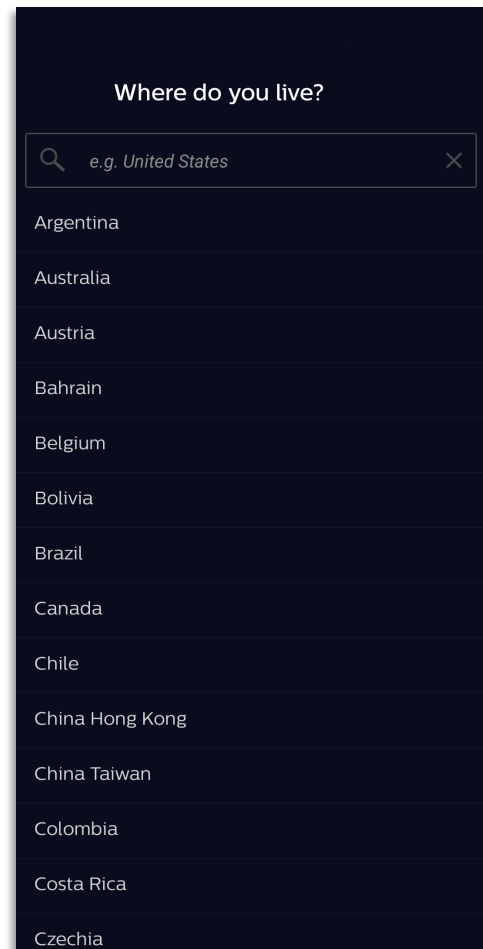 Where do you live?
e.g. United States
Argentina
Australia
Austria
Bahrain
Belgium
Bolivia
Brazil
Canada
Chile
China Hong Kong
China Taiwan
Colombia
Costa Rica
Czechia